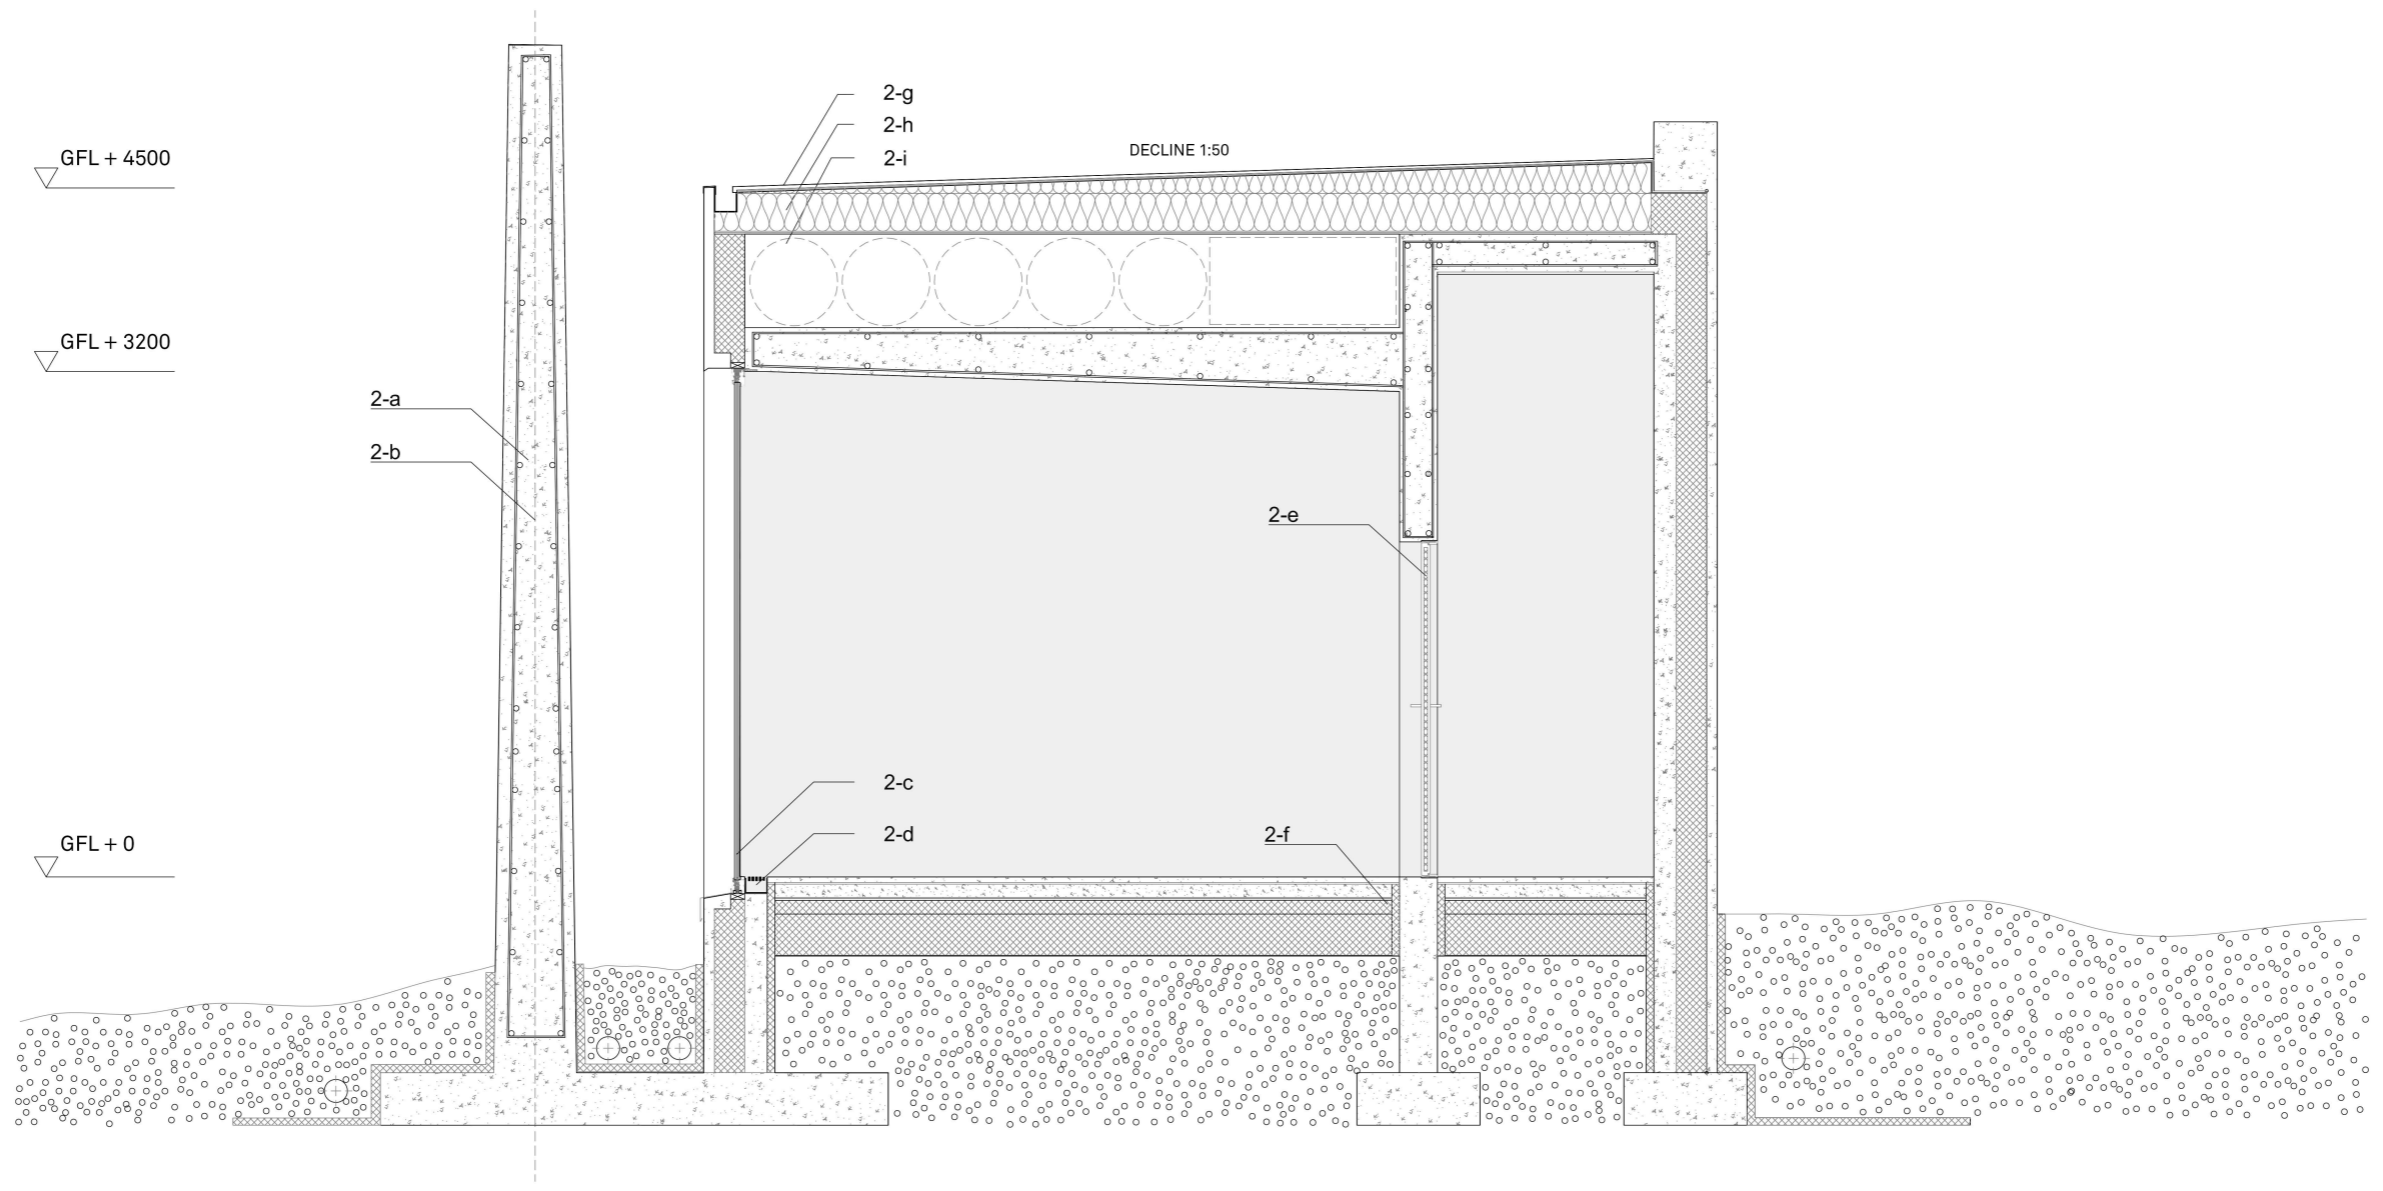 2-g
2-h
2-i
DECLINE 1:50
GFL + 4500
GFL + 3200
2-a
2-b
2-e
2-c
2-d
2-f
GFL + 0